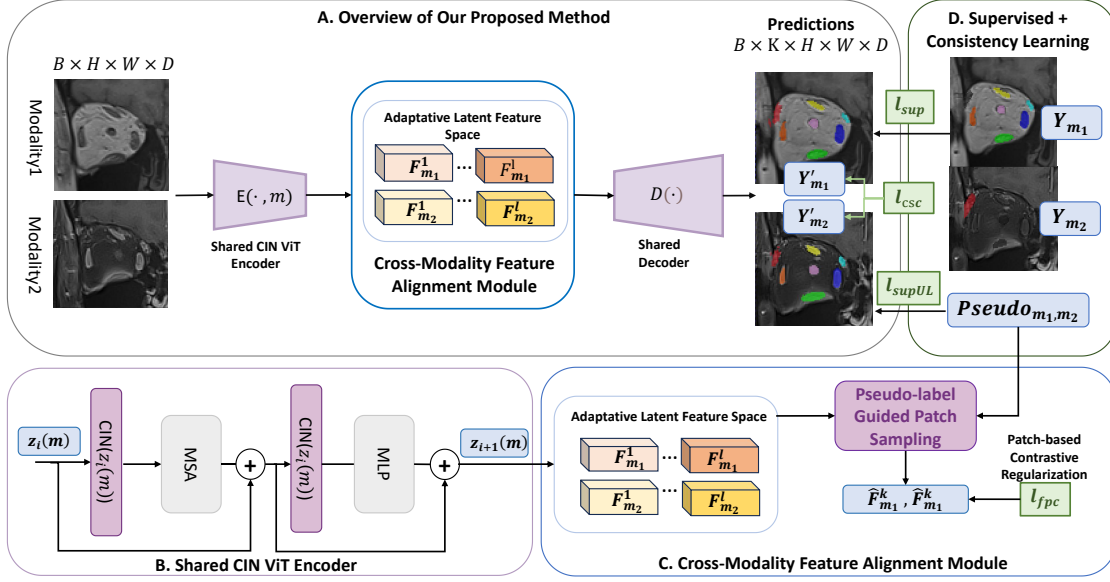 A. Overview of Our Proposed Method
B × H × W × D
Modality1
Modality2
E(· , m)
Shared CIN ViT
Encoder
Adaptative Latent Feature
Space
F^1_{m_1} ... F^l_{m_1}
F^1_{m_2} ... F^l_{m_2}
Cross-Modality Feature
Alignment Module
D(·)
Shared
Decoder
Predictions
B × K × H × W × D
Y'_{m_1}
Y'_{m_2}
D. Supervised +
Consistency Learning
l_{sup}
Y_{m_1}
l_{csc}
Y_{m_2}
l_{supUL}
Pseudo_{m_1,m_2}
z_i(m)
CIN(z_i(m))
MSA
+
CIN(z_i(m))
MLP
+
z_{i+1}(m)
B. Shared CIN ViT Encoder
Adaptative Latent Feature Space
F^1_{m_1} ... F^l_{m_1}
F^1_{m_2} ... F^l_{m_2}
Pseudo-label
Guided Patch
Sampling
F̂^k_{m_1} , F̂^k_{m_1}
Patch-based
Contrastive
Regularization
l_{fpc}
C. Cross-Modality Feature Alignment Module